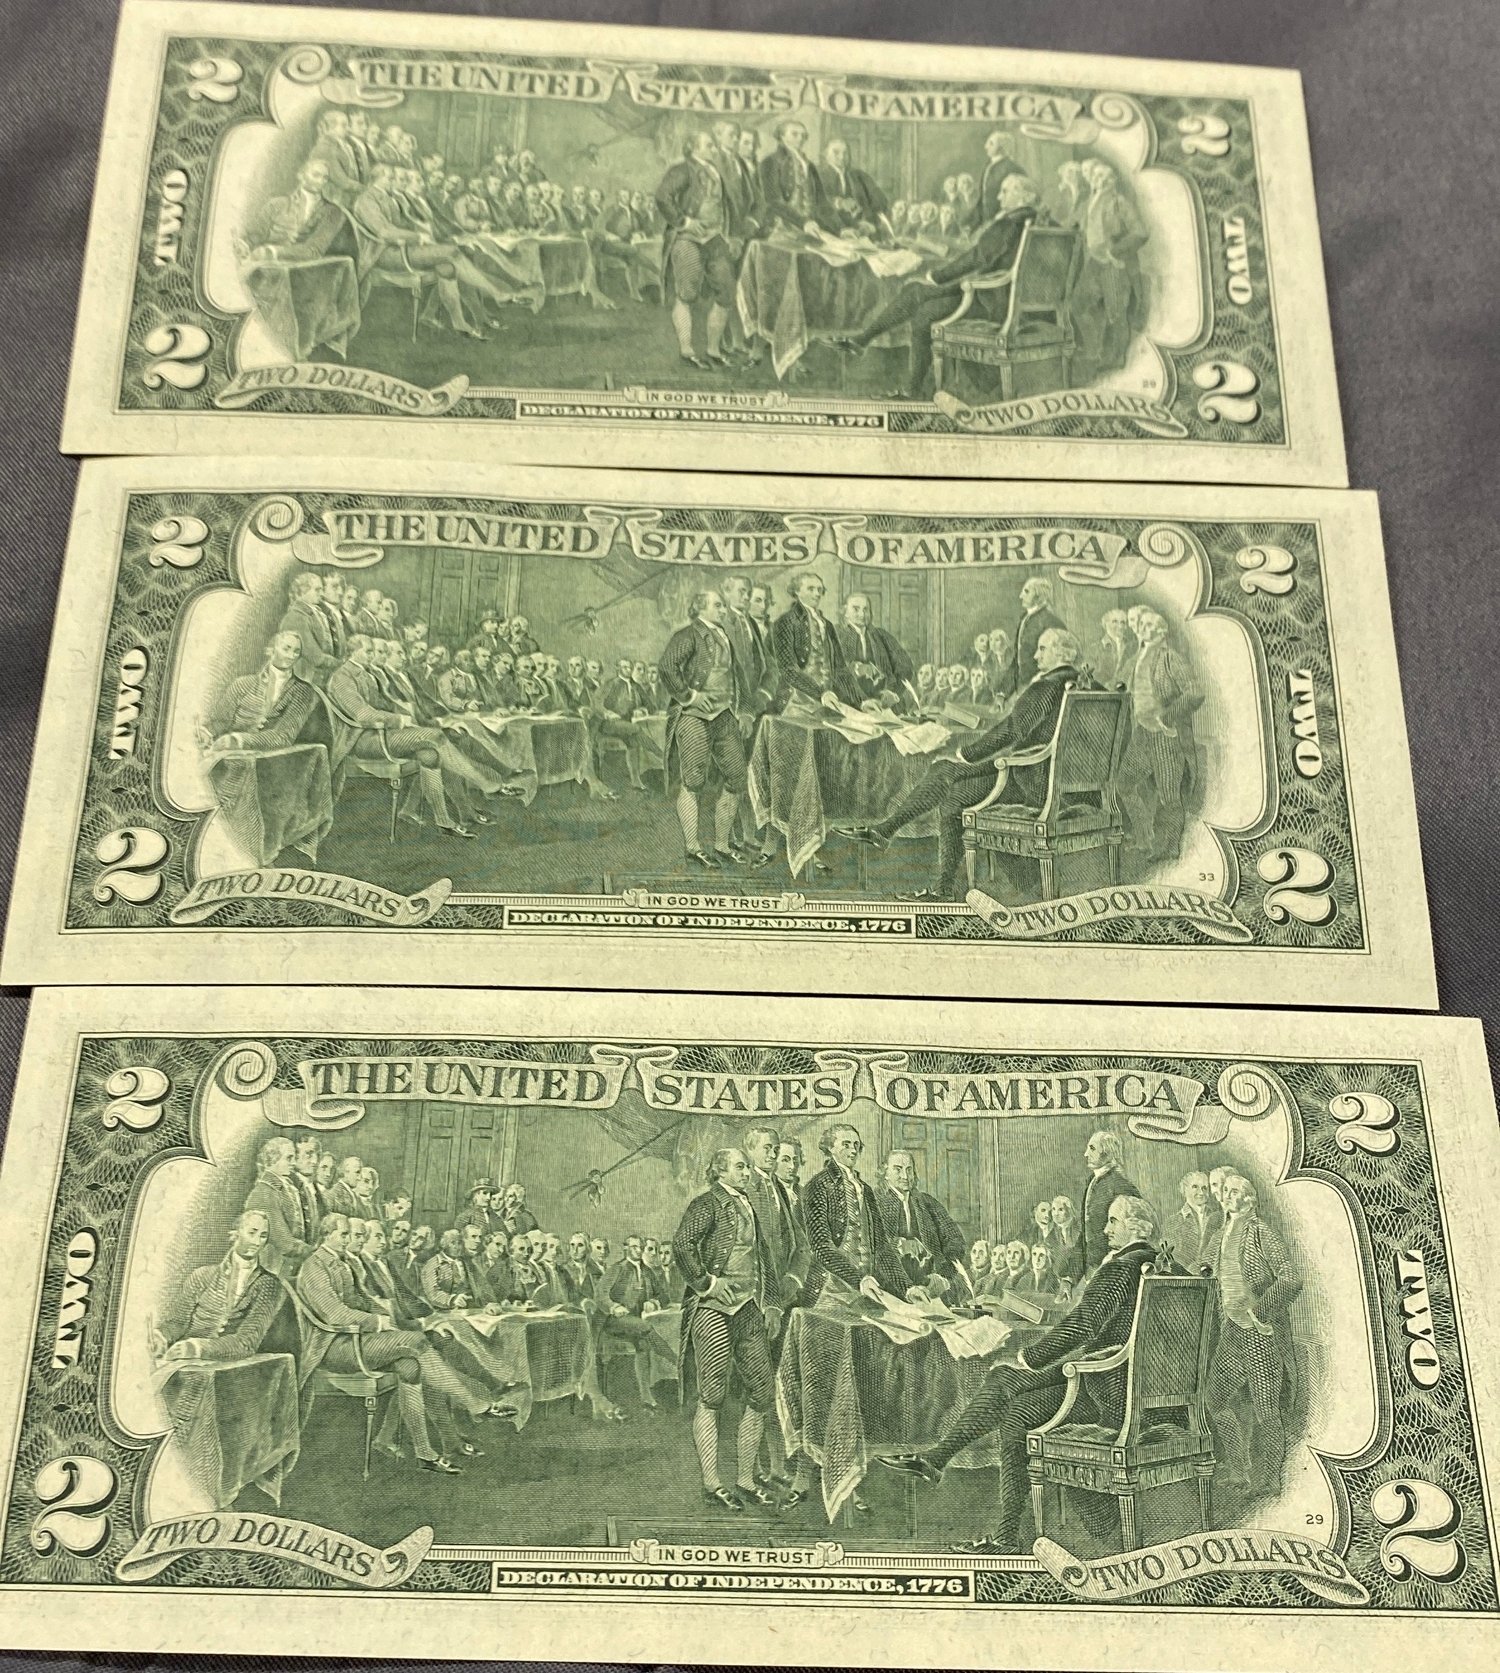 2 THE UNITED STATES OF AMERICA 2
TWO TWO
2 TWO DOLLARS IN GOD WE TRUST TWO DOLLARS 2
DECLARATION OF INDEPENDENCE, 1776
2 THE UNITED STATES OF AMERICA 2
TWO TWO
33
2 TWO DOLLARS IN GOD WE TRUST TWO DOLLARS 2
DECLARATION OF INDEPENDENCE, 1776
2 THE UNITED STATES OF AMERICA 2
TWO TWO
29
2 TWO DOLLARS IN GOD WE TRUST TWO DOLLARS 2
DECLARATION OF INDEPENDENCE, 1776